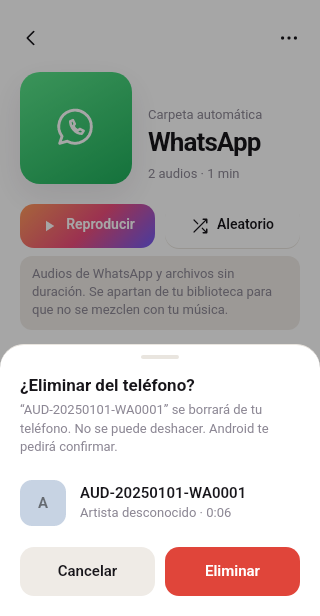 Carpeta automática
WhatsApp
2 audios · 1 min
Reproducir
Aleatorio
Audios de WhatsApp y archivos sin
duración. Se apartan de tu biblioteca para
que no se mezclen con tu música.
¿Eliminar del teléfono?
“AUD-20250101-WA0001” se borrará de tu
teléfono. No se puede deshacer. Android te
pedirá confirmar.
A
AUD-20250101-WA0001
Artista desconocido · 0:06
Cancelar
Eliminar